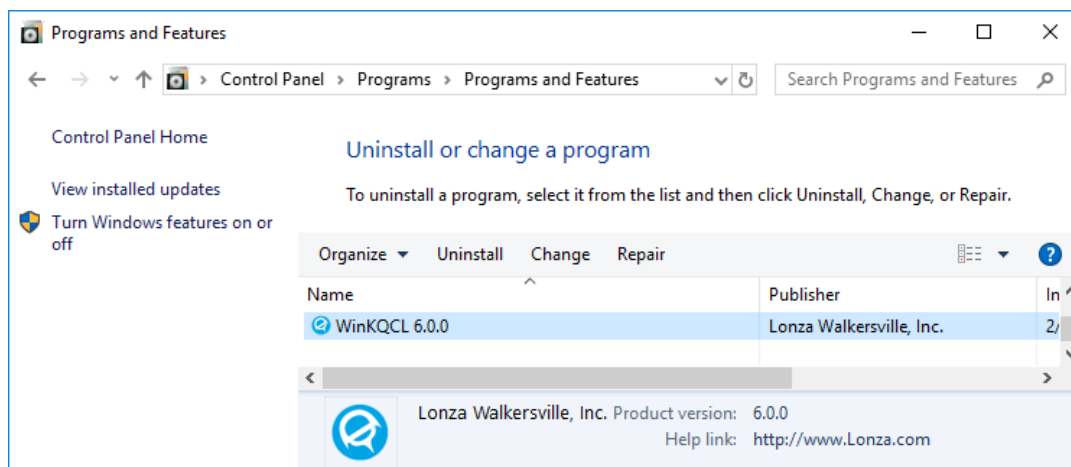 Programs and Features
Control Panel > Programs > Programs and Features
Search Programs and Features
Control Panel Home
View installed updates
Turn Windows features on or
off
Uninstall or change a program
To uninstall a program, select it from the list and then click Uninstall, Change, or Repair.
Organize Uninstall Change Repair
Name Publisher In
WinKQCL 6.0.0 Lonza Walkersville, Inc. 2/
Lonza Walkersville, Inc. Product version: 6.0.0
Help link: http://www.Lonza.com